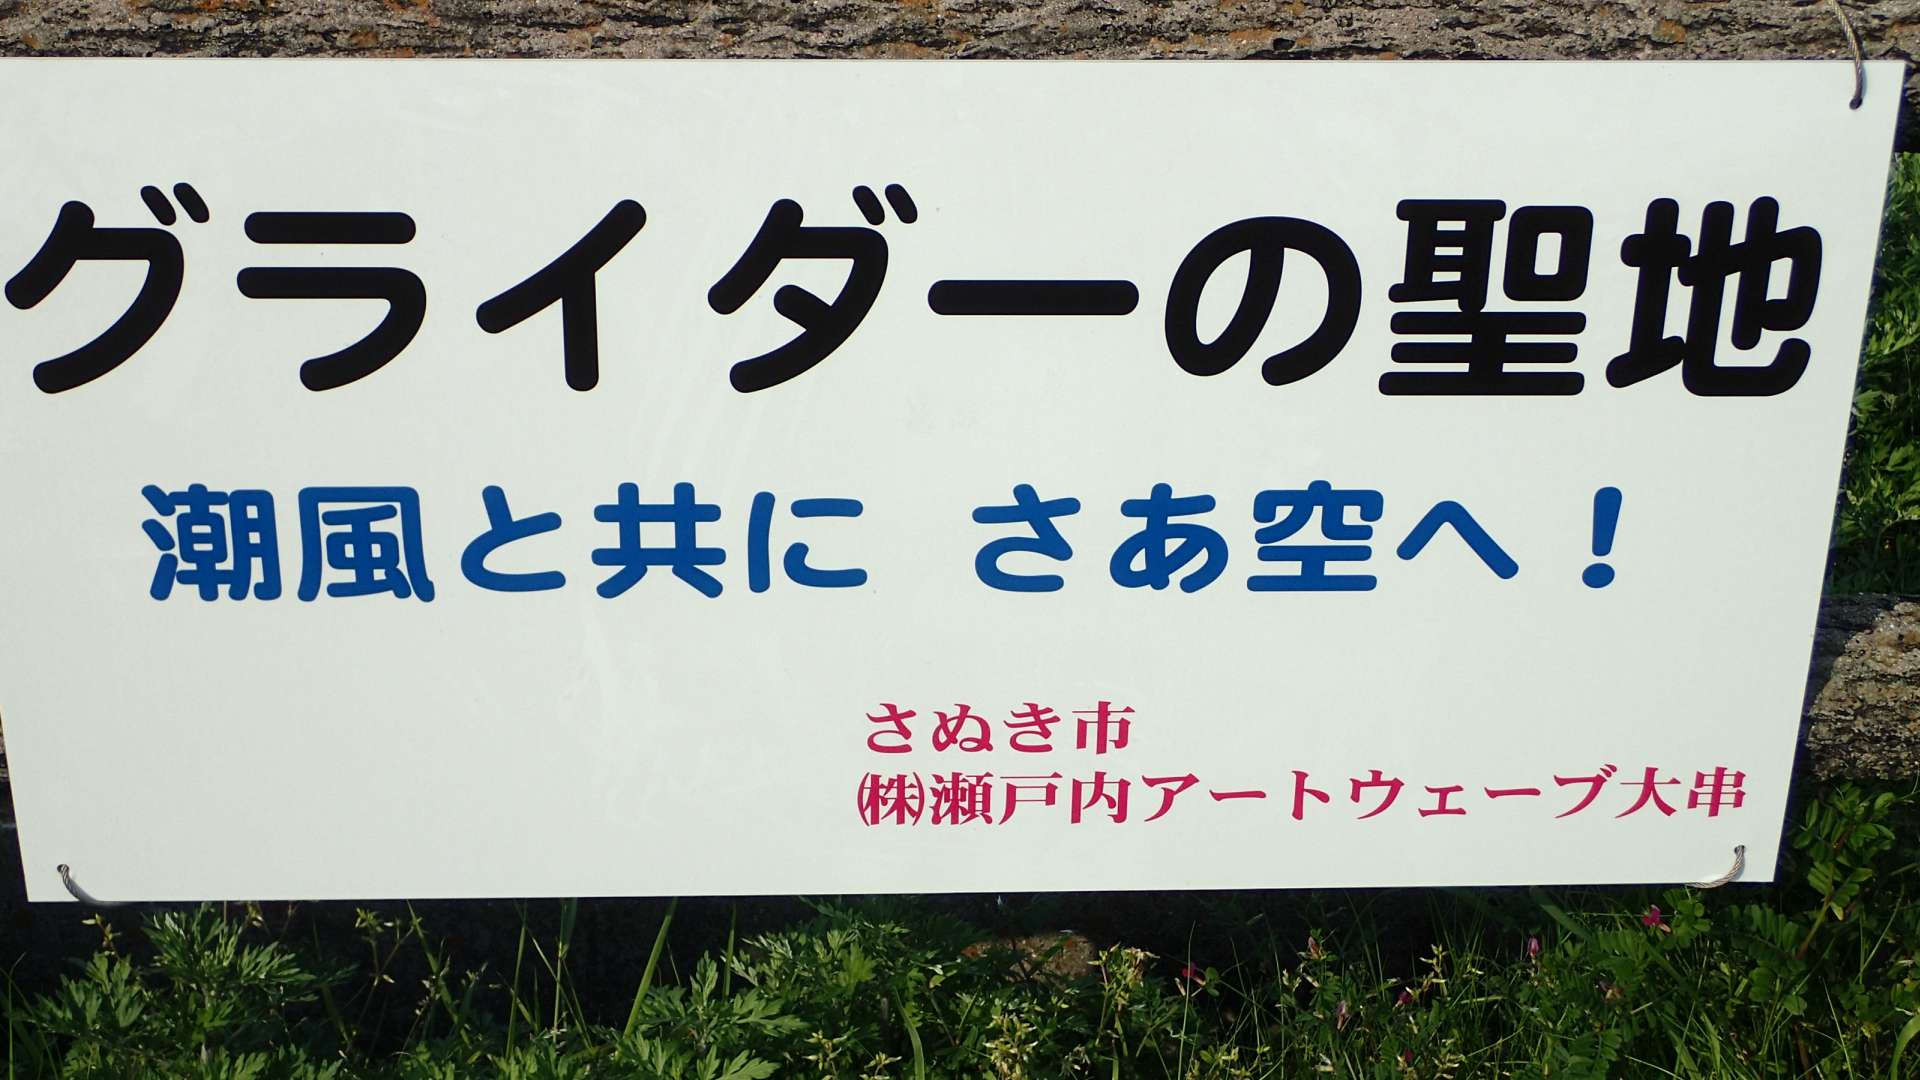 グライダーの聖地
潮風と共に さあ空へ！
さぬき市
㈱瀬戸内アートウェーブ大串